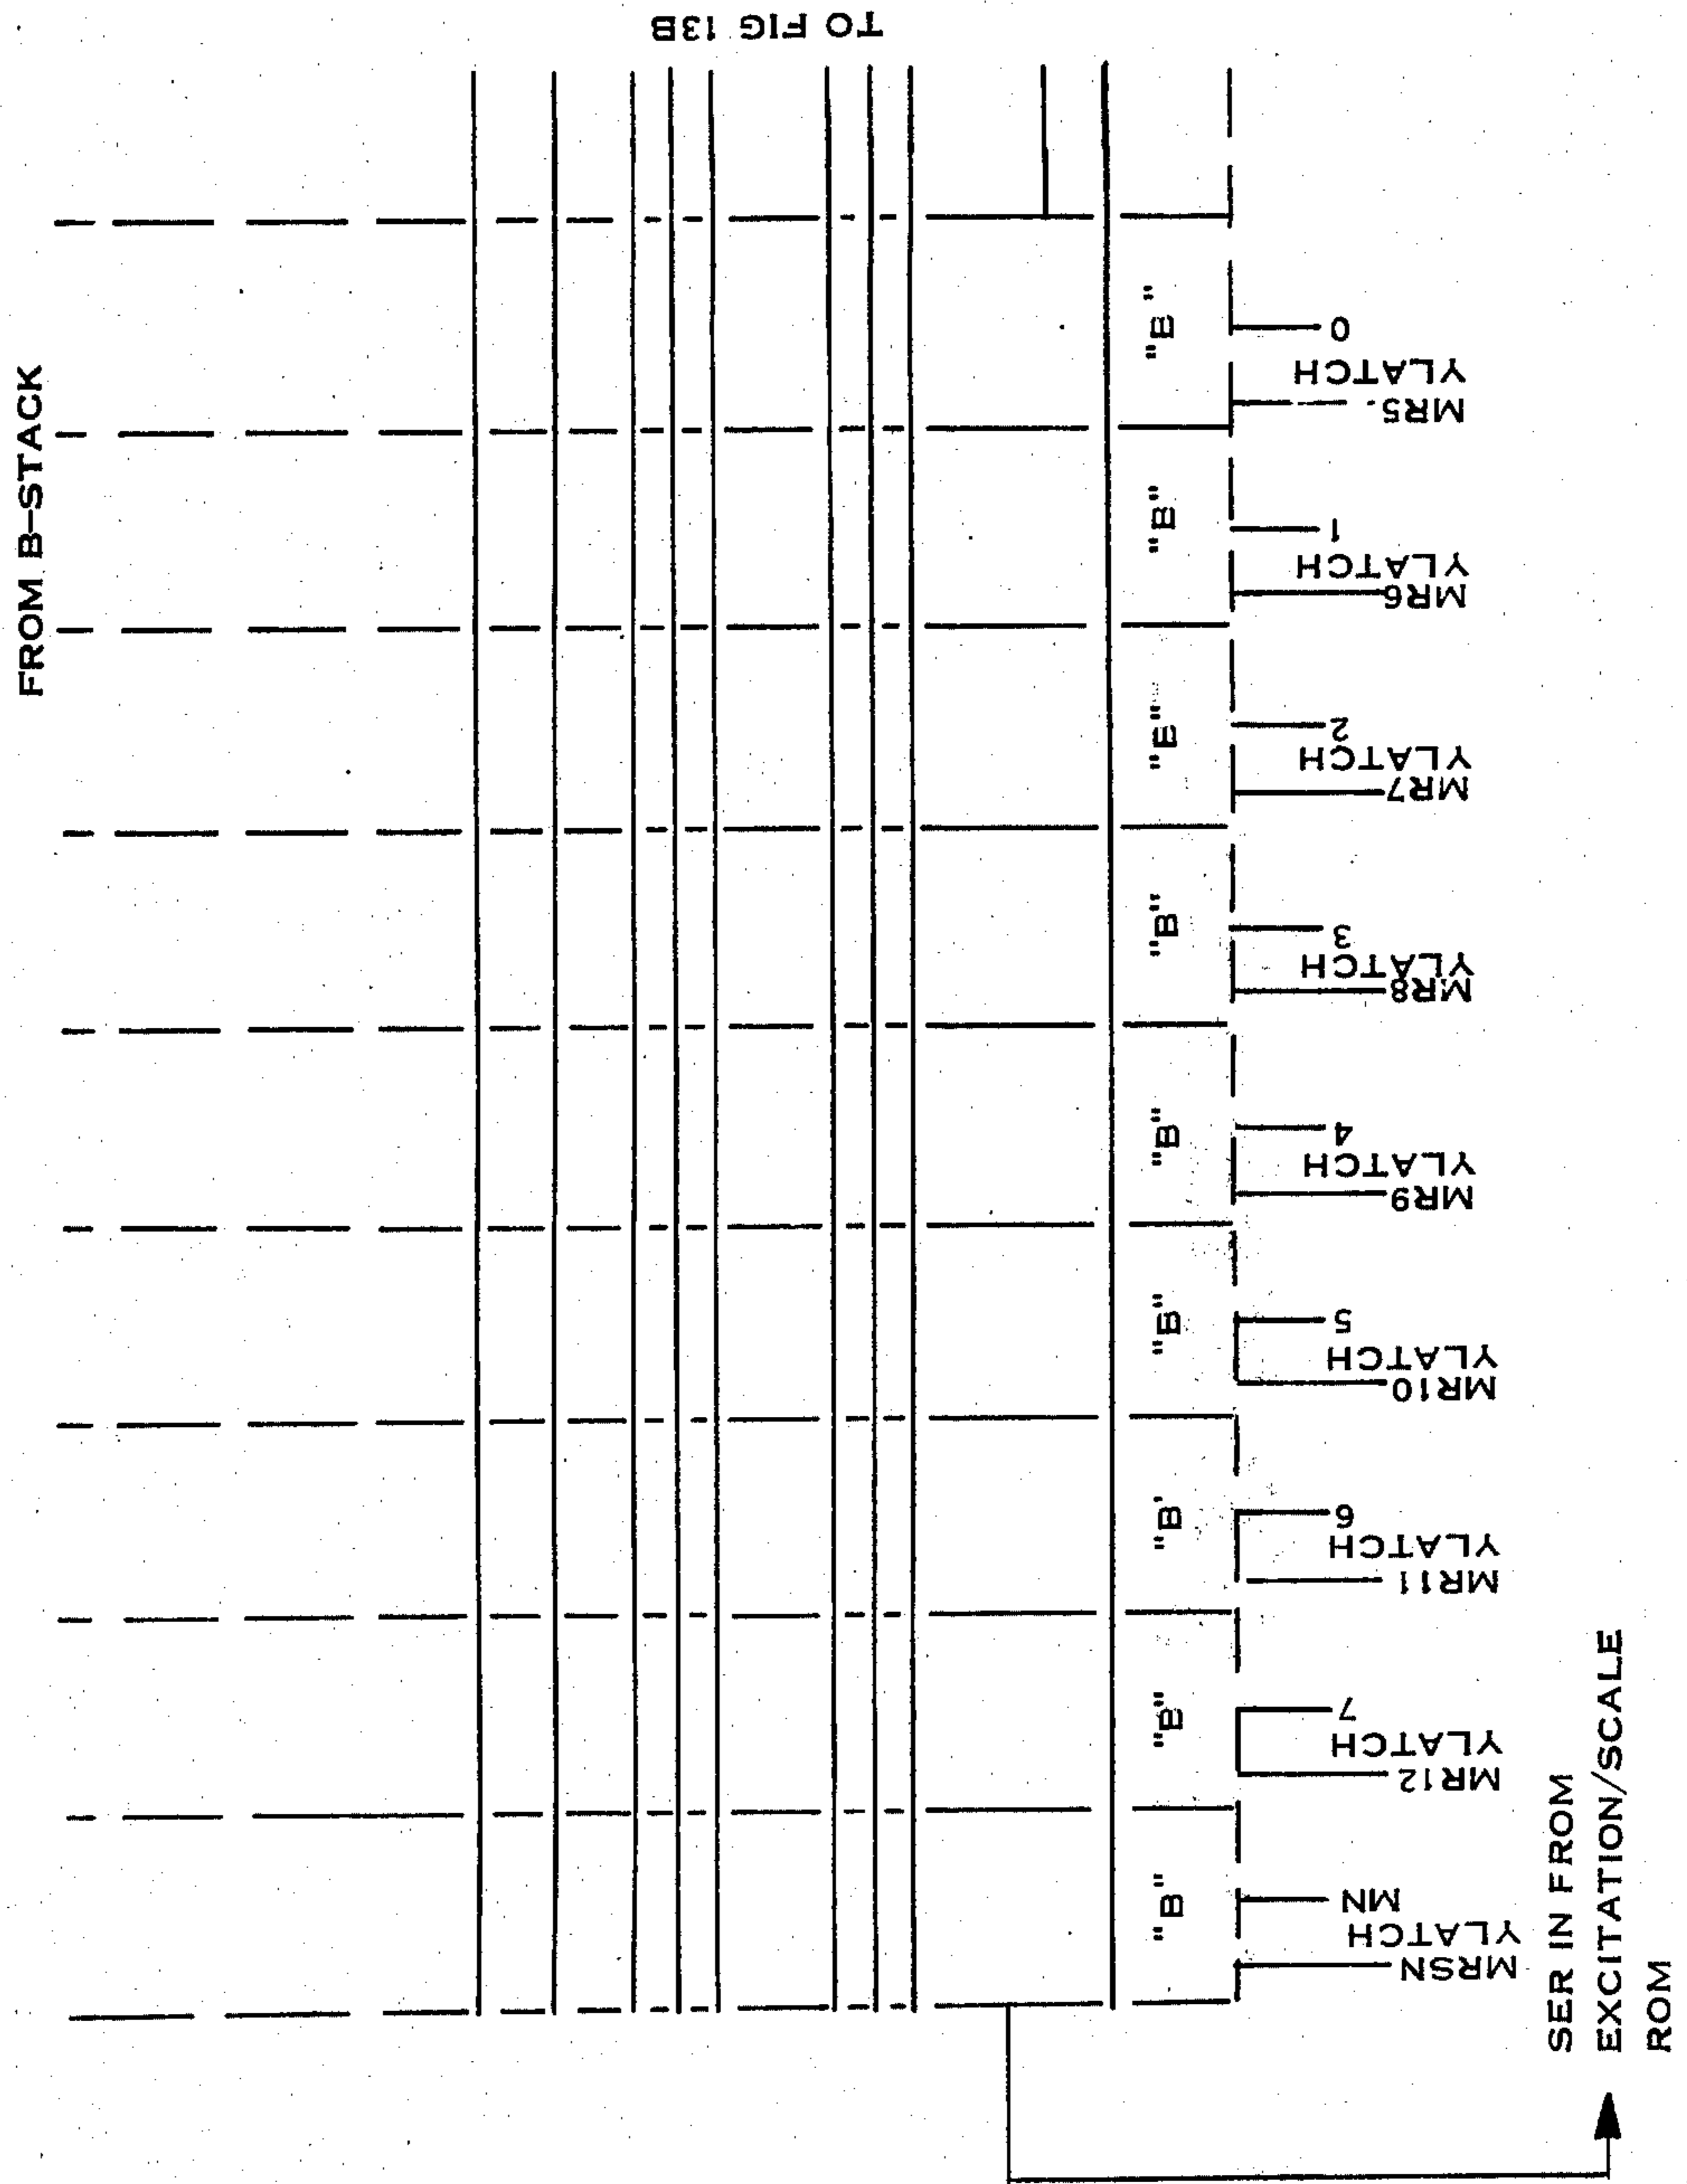 TO FIG 13B
FROM B-STACK
"B"
0
YLATCH
MR5
"B"
1
YLATCH
MR6
"B"
2
YLATCH
MR7
"B"
3
YLATCH
MR8
"B"
4
YLATCH
MR9
"B"
5
YLATCH
MR10
"B'
6
YLATCH
MR11
"B"
7
YLATCH
MR12
"B"
MN
YLATCH
MRSN
SER IN FROM
EXCITATION/SCALE
ROM